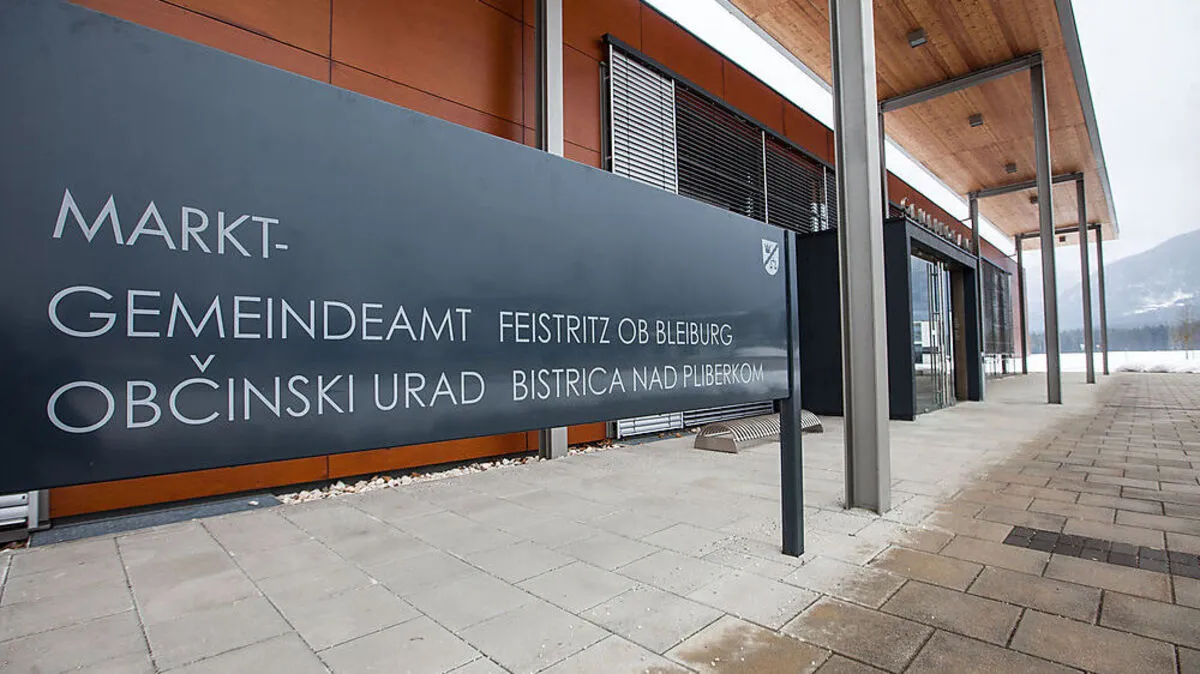 MARKT-
GEMEINDEAMT FEISTRITZ OB BLEIBURG
OBČINSKI URAD BISTRICA NAD PLIBERKOM